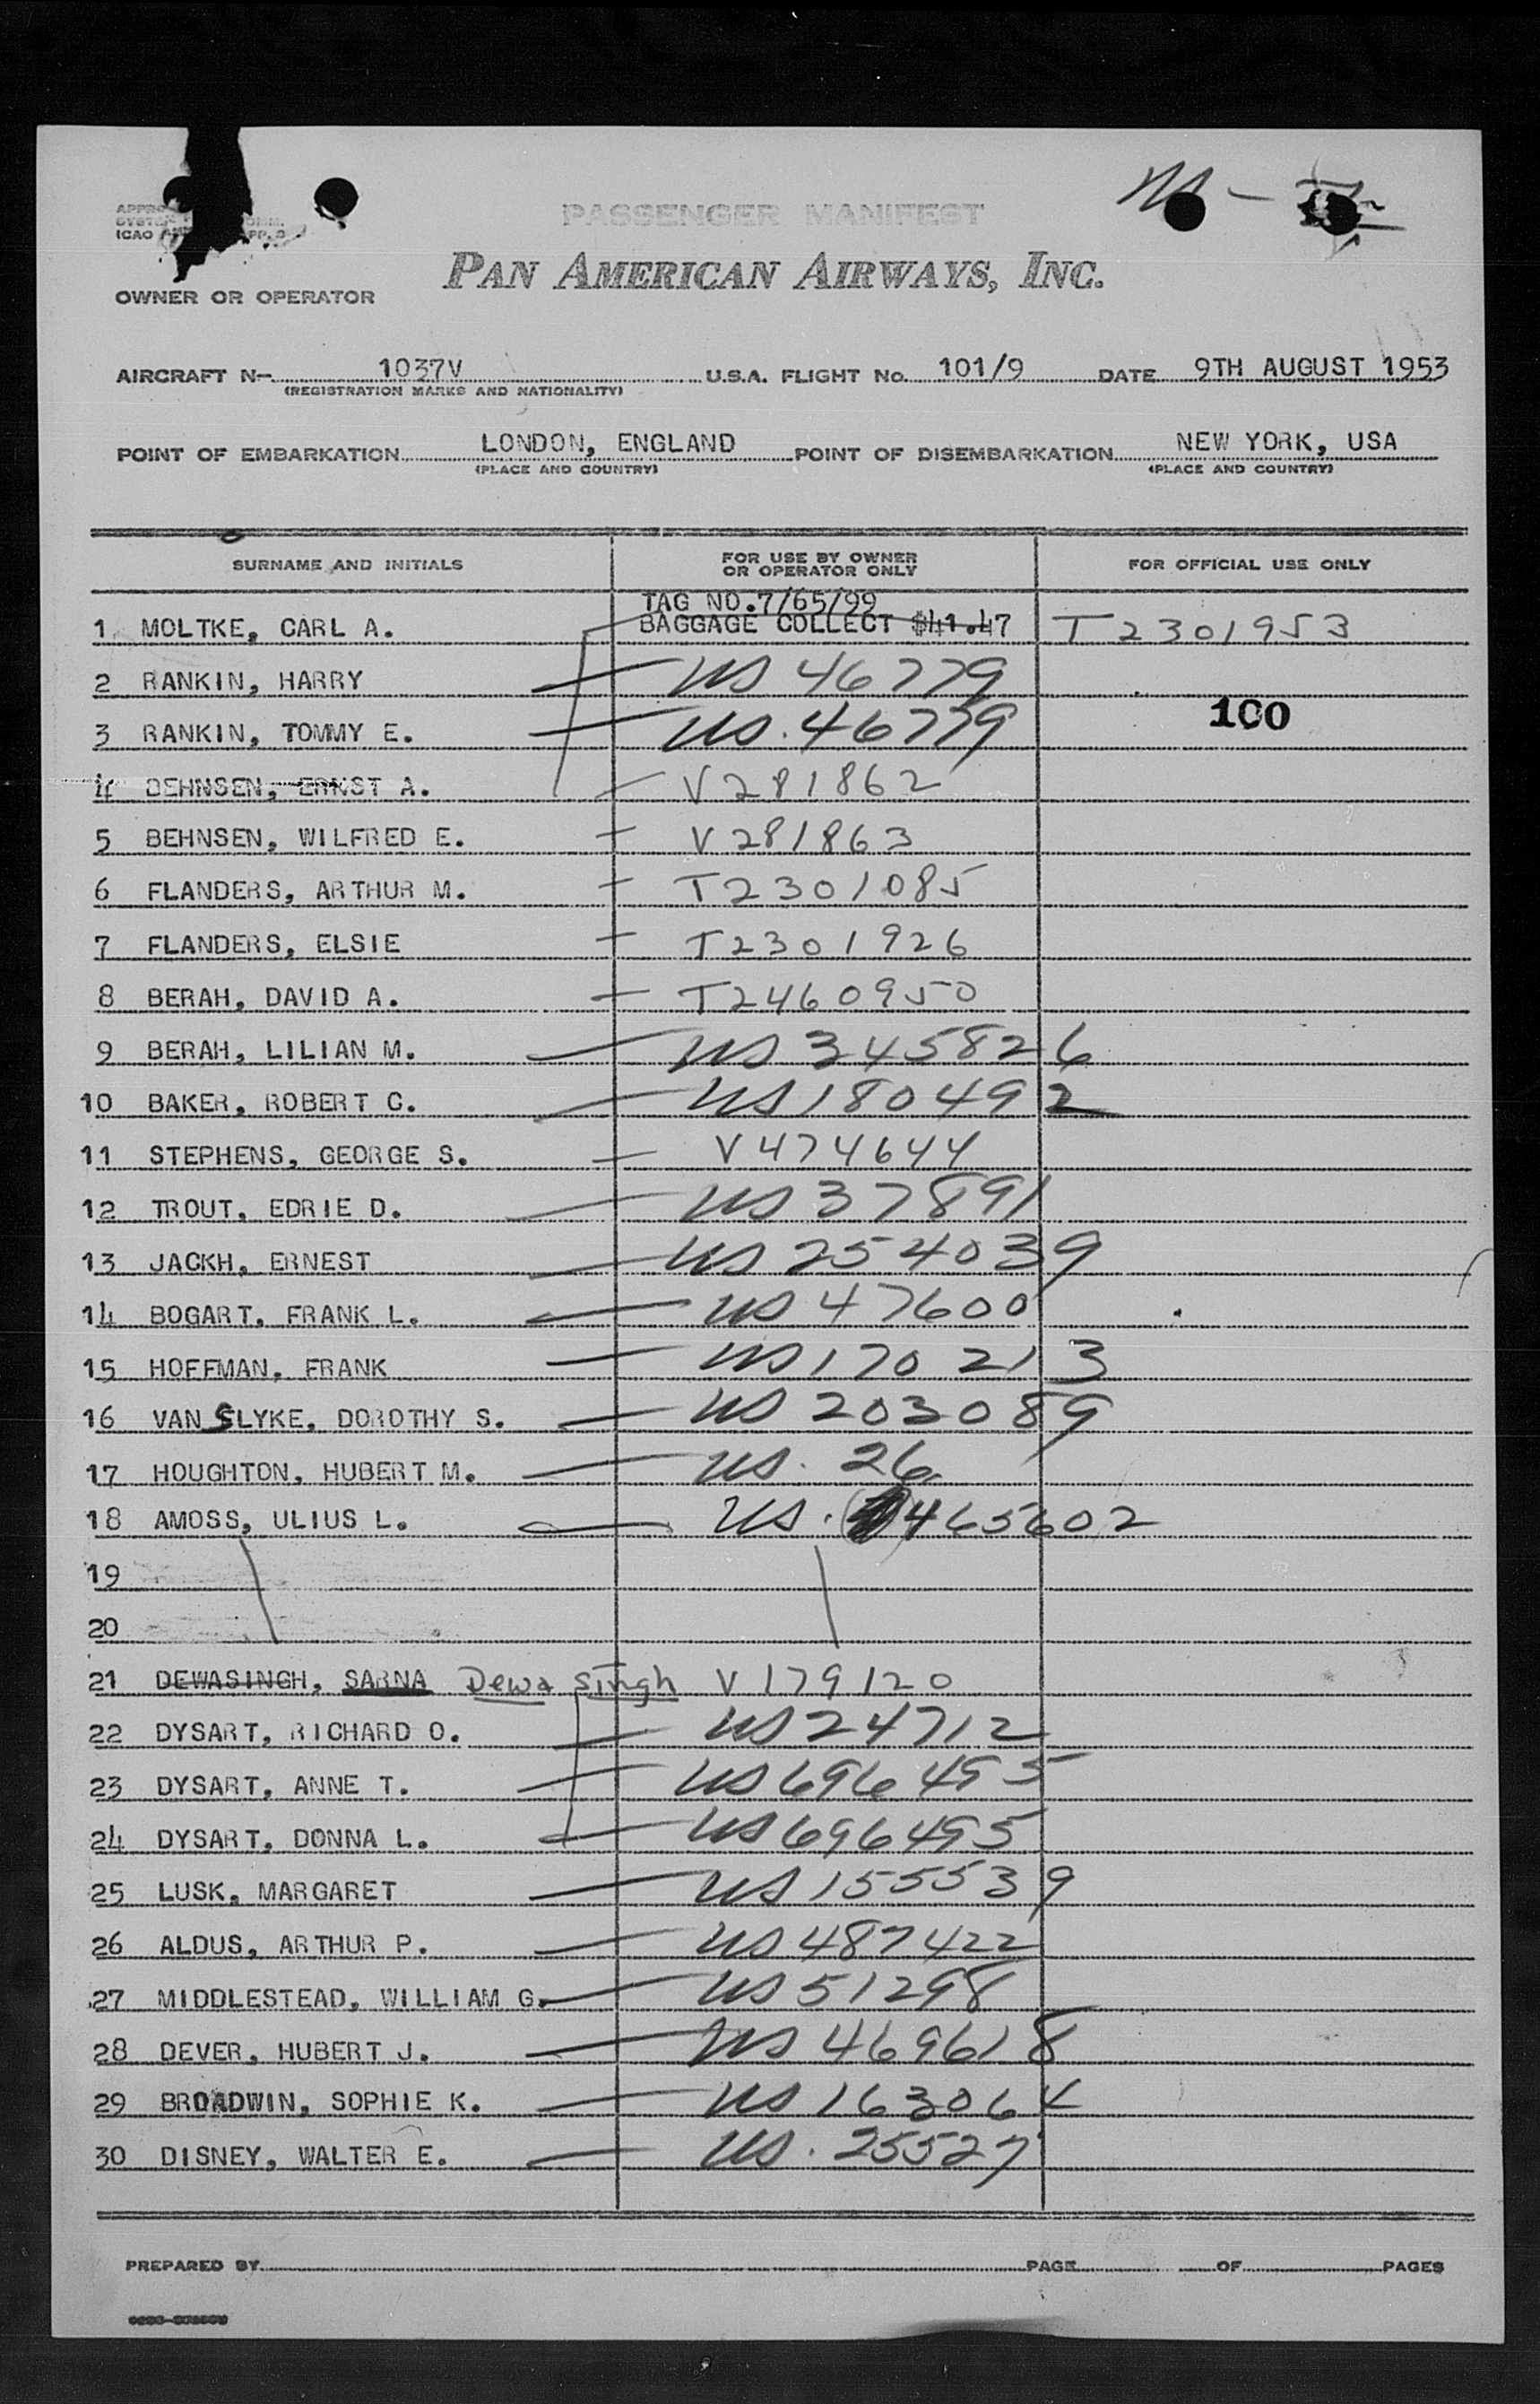 PASSENGER MANIFEST
PAN AMERICAN AIRWAYS, INC.
OWNER OR OPERATOR
AIRCRAFT N- 1037V U.S.A. FLIGHT No. 101/9 DATE 9TH AUGUST 1953
(REGISTRATION MARKS AND NATIONALITY)
POINT OF EMBARKATION LONDON, ENGLAND POINT OF DISEMBARKATION NEW YORK, USA
(PLACE AND COUNTRY) (PLACE AND COUNTRY)
SURNAME AND INITIALS FOR USE BY OWNER OR OPERATOR ONLY FOR OFFICIAL USE ONLY
TAG NO.7/65/99
1 MOLTKE, CARL A. BAGGAGE COLLECT $41.47 T2301953
2 RANKIN, HARRY US 46779
3 RANKIN, TOMMY E. US. 46779 100
4 BEHNSEN, ERNST A. V281862
5 BEHNSEN, WILFRED E. V281863
6 FLANDERS, ARTHUR M. T2301085
7 FLANDERS, ELSIE T2301926
8 BERAH, DAVID A. T2460950
9 BERAH, LILIAN M. US 345826
10 BAKER, ROBERT C. US 180492
11 STEPHENS, GEORGE S. V474644
12 TROUT, EDRIE D. US 37891
13 JACKH, ERNEST US 254039
14 BOGART, FRANK L. US 47600
15 HOFFMAN, FRANK US 170213
16 VAN SLYKE, DOROTHY S. US 203089
17 HOUGHTON, HUBERT M. US. 26
18 AMOSS, ULIUS L. US. 465602
19
20
21 DEWASINGH, SARNA Dewa Singh V179120
22 DYSART, RICHARD O. US 24712
23 DYSART, ANNE T. US 696495
24 DYSART, DONNA L. US 696495
25 LUSK, MARGARET US 155539
26 ALDUS, ARTHUR P. US 487422
27 MIDDLESTEAD, WILLIAM G. US 51298
28 DEVER, HUBERT J. US 469618
29 BROADWIN, SOPHIE K. US 163064
30 DISNEY, WALTER E. US. 25527
PREPARED BY PAGE OF PAGES